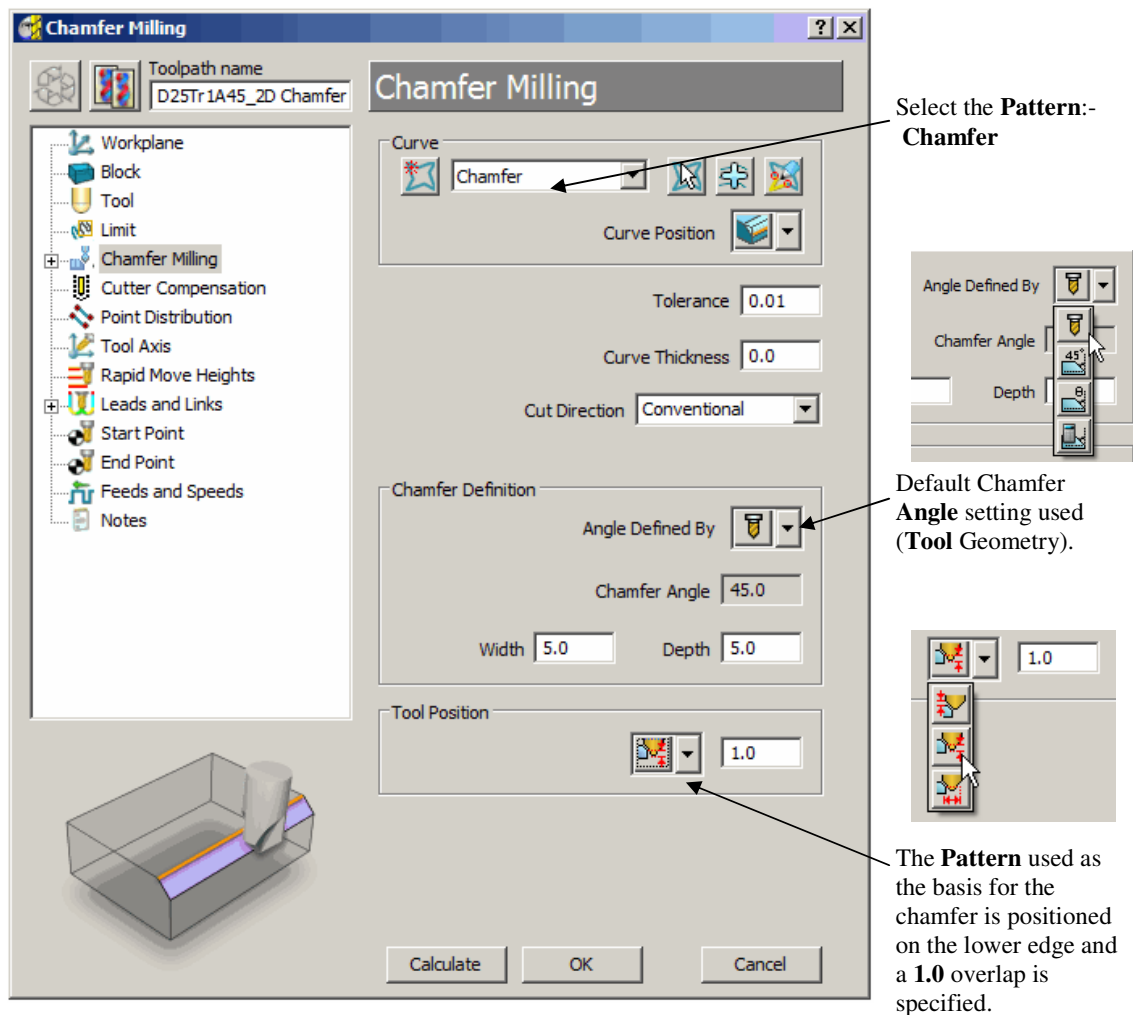 Chamfer Milling
Toolpath name
D25Tr1A45_2D Chamfer
Chamfer Milling
Workplane
Block
Tool
Limit
Chamfer Milling
Cutter Compensation
Point Distribution
Tool Axis
Rapid Move Heights
Leads and Links
Start Point
End Point
Feeds and Speeds
Notes
Curve
Chamfer
Curve Position
Tolerance 0.01
Curve Thickness 0.0
Cut Direction Conventional
Chamfer Definition
Angle Defined By
Chamfer Angle 45.0
Width 5.0 Depth 5.0
Tool Position
1.0
Calculate OK Cancel
Select the Pattern:-
Chamfer
Angle Defined By
Chamfer Angle
45°
Depth
θ
Default Chamfer
Angle setting used
(Tool Geometry).
1.0
The Pattern used as
the basis for the
chamfer is positioned
on the lower edge and
a 1.0 overlap is
specified.